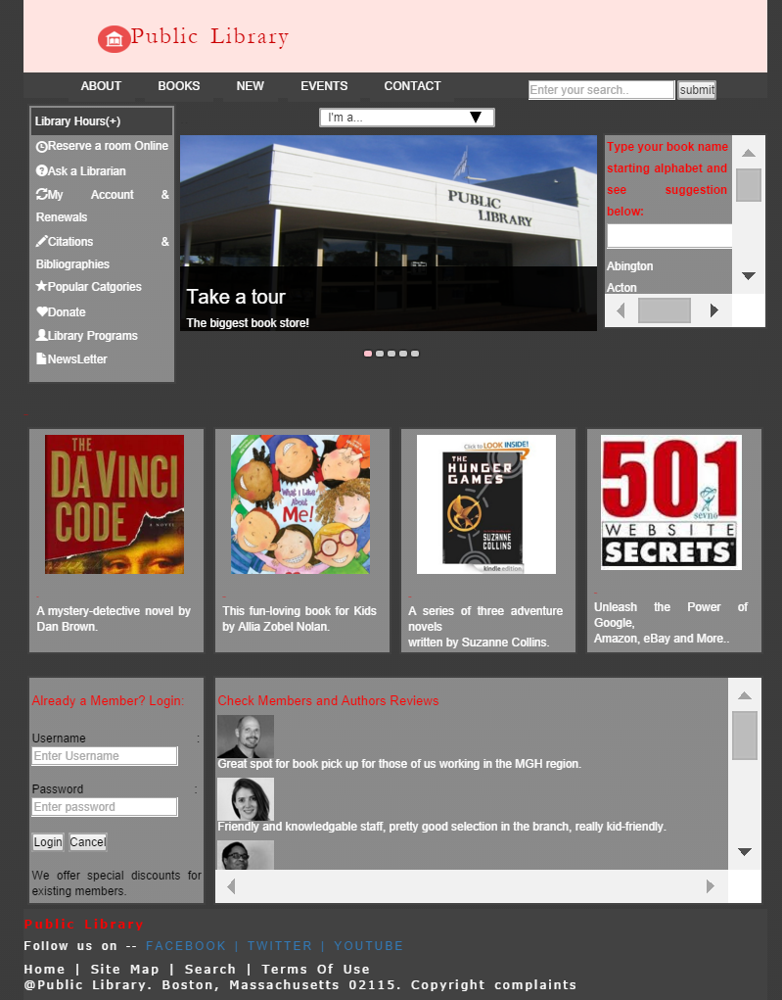 Public Library
ABOUT BOOKS NEW EVENTS CONTACT
Enter your search.. submit
Library Hours(+)
Reserve a room Online
Ask a Librarian
My Account &
Renewals
Citations &
Bibliographies
Popular Catgories
Donate
Library Programs
NewsLetter
I'm a...
PUBLIC
LIBRARY
Take a tour
The biggest book store!
Type your book name
starting alphabet and
see suggestion
below:
Abington
Acton
THE
DA VINCI
CODE
A NOVEL
A mystery-detective novel by
Dan Brown.
What I Like
About
Me!
This fun-loving book for Kids
by Allia Zobel Nolan.
Click to LOOK INSIDE!
THE
HUNGER
GAMES
SUZANNE
COLLINS
kindle edition
A series of three adventure
novels
written by Suzanne Collins.
501
sevno
WEBSITE
SECRETS
Unleash the Power of
Google,
Amazon, eBay and More..
Already a Member? Login:
Username :
Enter Username
Password :
Enter password
Login Cancel
We offer special discounts for
existing members.
Check Members and Authors Reviews
Great spot for book pick up for those of us working in the MGH region.
Friendly and knowledgable staff, pretty good selection in the branch, really kid-friendly.
Public Library
Follow us on -- FACEBOOK | TWITTER | YOUTUBE
Home | Site Map | Search | Terms Of Use
@Public Library. Boston, Massachusetts 02115. Copyright complaints